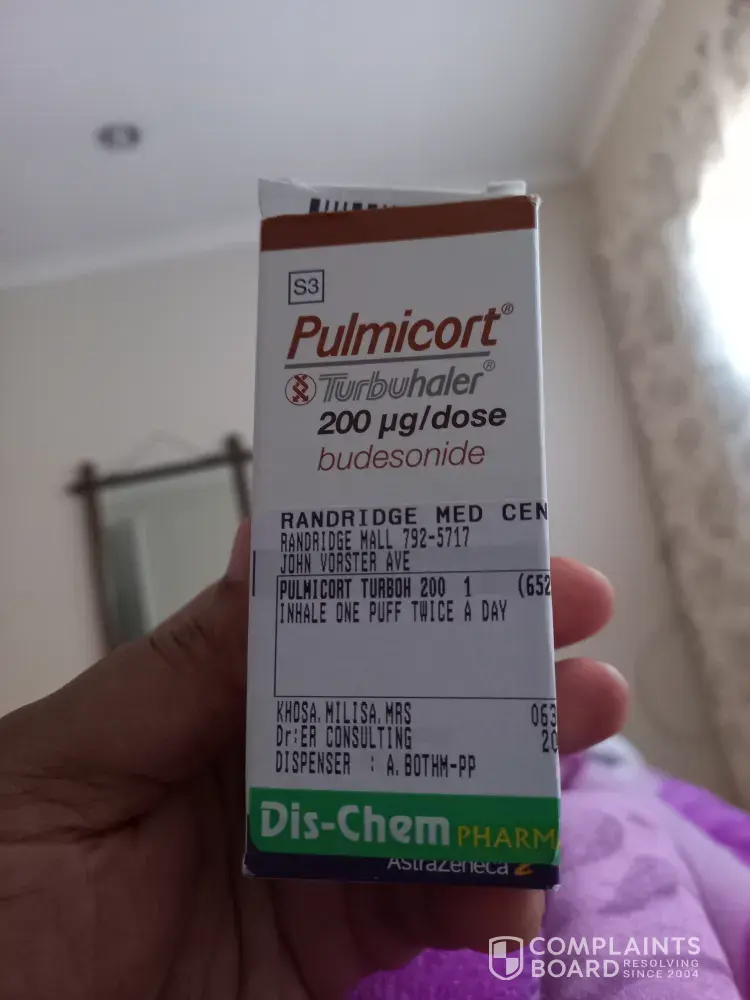 S3
Pulmicort®
Turbuhaler®
200 µg/dose
budesonide
RANDRIDGE MED CEN
RANDRIDGE MALL 792-5717
JOHN VORSTER AVE
PULMICORT TURBOH 200 1 (652
INHALE ONE PUFF TWICE A DAY
KHOSA.MILISA.MRS 063
Dr:ER CONSULTING 20
DISPENSER : A.BOTHM-PP
Dis-Chem PHARM
AstraZeneca
COMPLAINTS
BOARD RESOLVING SINCE 2004